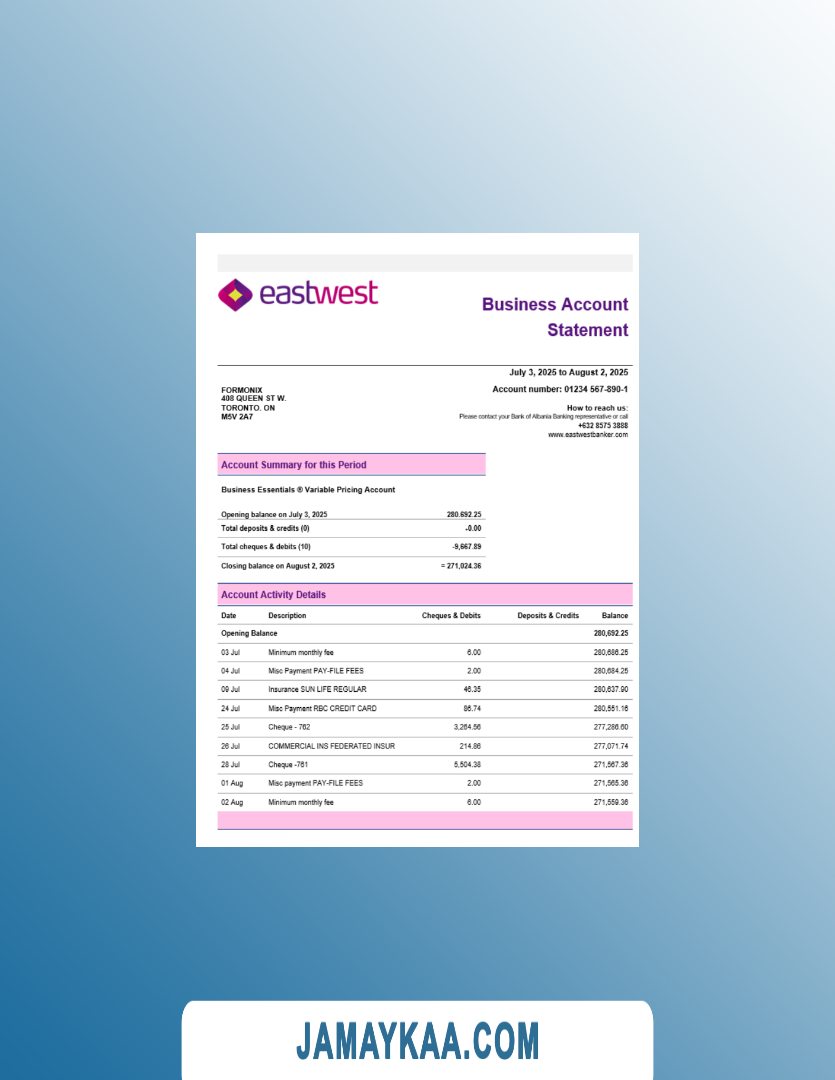 eastwest
Business Account
Statement
July 3, 2025 to August 2, 2025
Account number: 01234 567-890-1
FORMONIX
408 QUEEN ST W.
TORONTO. ON
M5V 2A7
How to reach us:
Please contact your Bank of Albania Banking representative or call
+632 8575 3888
www.eastwestbanker.com
Account Summary for this Period
Business Essentials ® Variable Pricing Account
Opening balance on July 3, 2025 280.692.25
Total deposits & credits (0) -0.00
Total cheques & debits (10) -9,667.89
Closing balance on August 2, 2025 = 271,024.36
Account Activity Details
Date Description Cheques & Debits Deposits & Credits Balance
Opening Balance 280,692.25
03 Jul Minimum monthly fee 6.00 280,686.25
04 Jul Misc Payment PAY-FILE FEES 2.00 280,684.25
09 Jul Insurance SUN LIFE REGULAR 46.35 280,637.90
24 Jul Misc Payment RBC CREDIT CARD 86.74 280,551.16
25 Jul Cheque - 762 3,264.56 277,286.60
26 Jul COMMERCIAL INS FEDERATED INSUR 214.86 277,071.74
28 Jul Cheque -761 5,504.38 271,567.36
01 Aug Misc payment PAY-FILE FEES 2.00 271,565.36
02 Aug Minimum monthly fee 6.00 271,559.36
JAMAYKAA.COM